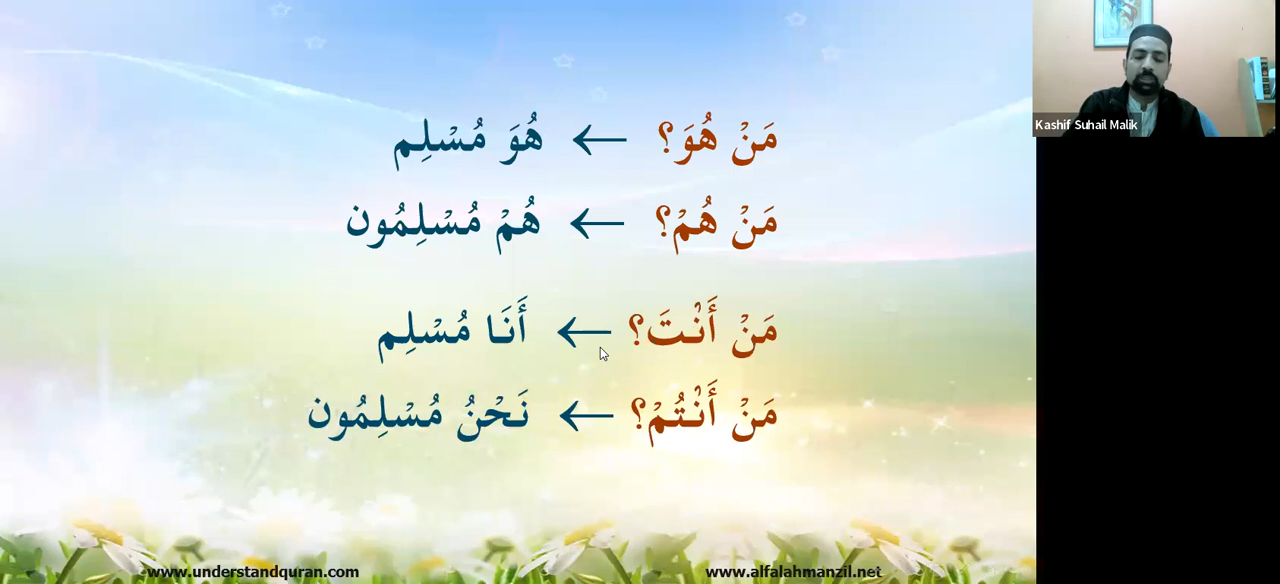 مَنْ هُوَ؟ ← هُوَ مُسْلِم
مَنْ هُمْ؟ ← هُمْ مُسْلِمُون
مَنْ أَنْتَ؟ ← أَنَا مُسْلِم
مَنْ أَنْتُمْ؟ ← نَحْنُ مُسْلِمُون
www.understandquran.com www.alfalahmanzil.net
Kashif Suhail Malik